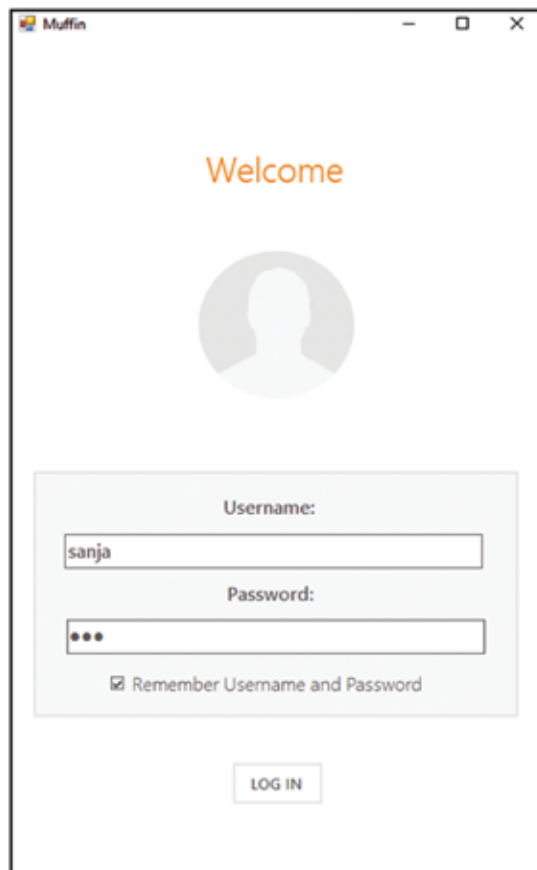 Muffin
Welcome
Username:
sanja
Password:
●●●
Remember Username and Password
LOG IN